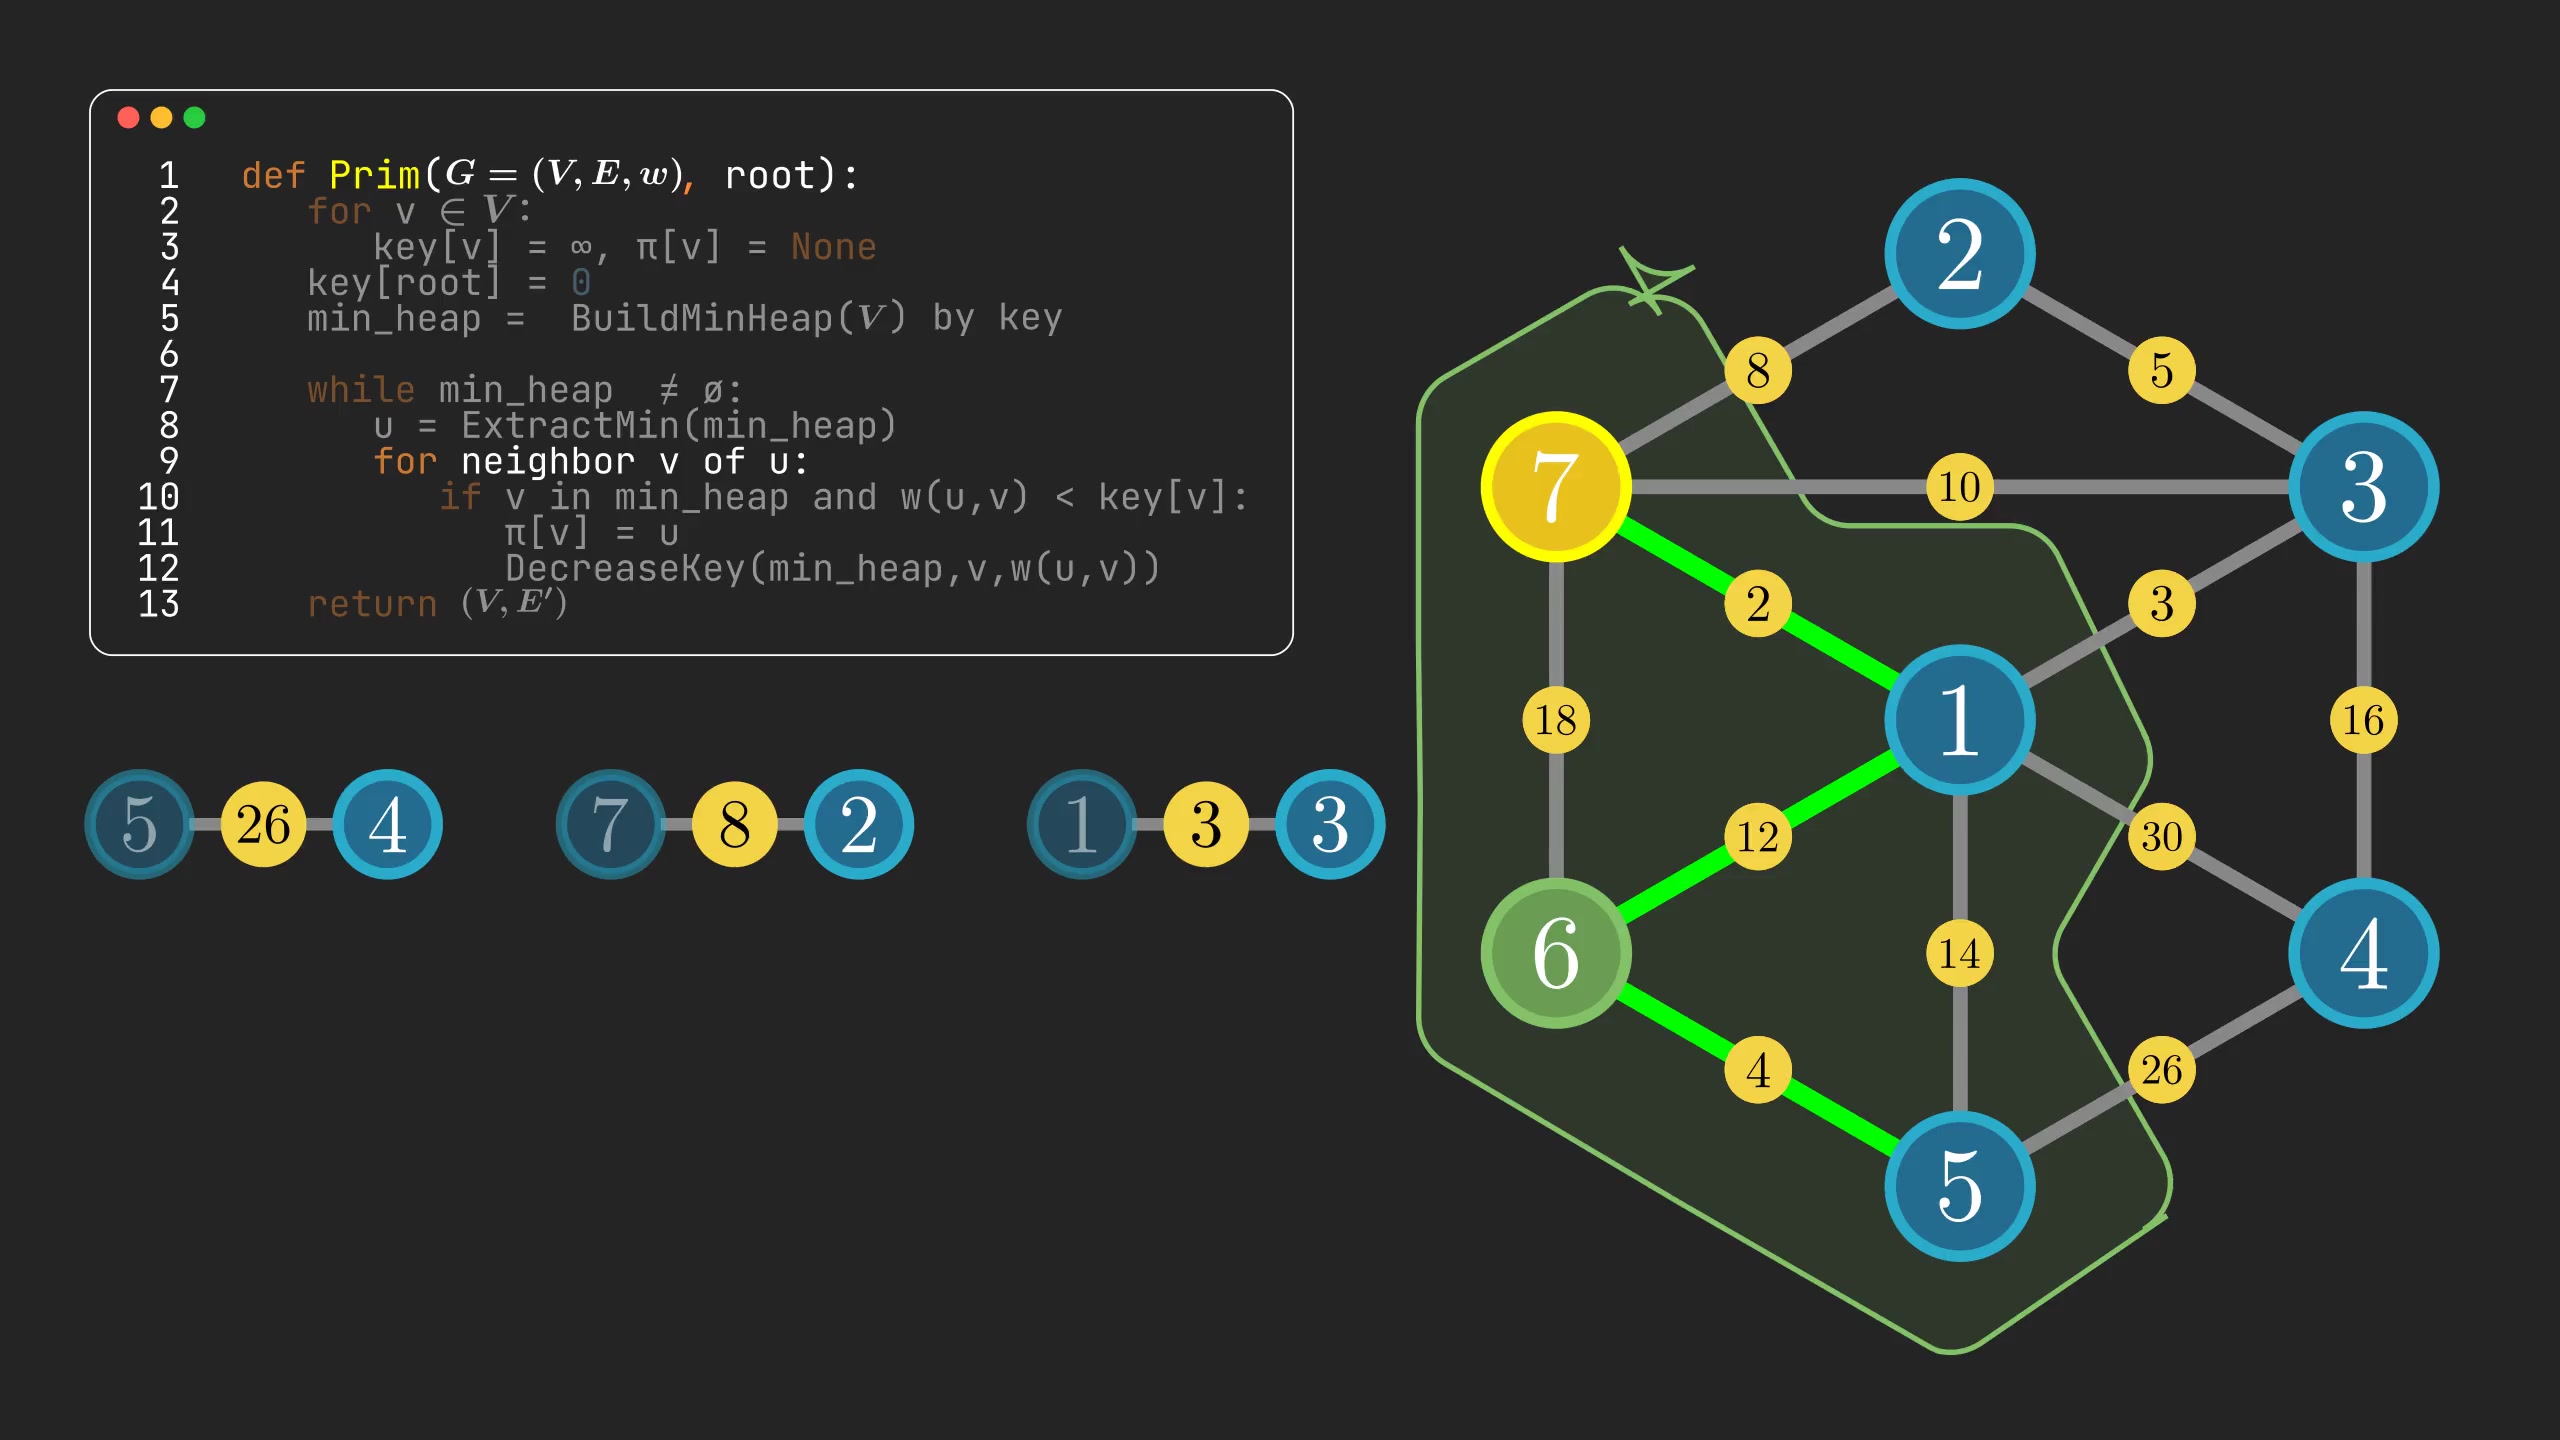 1 def Prim(G = (V, E, w), root):
2 for v ∈ V:
3 key[v] = ∞, π[v] = None
4 key[root] = 0
5 min_heap = BuildMinHeap(V) by key
6
7 while min_heap ≠ ø:
8 u = ExtractMin(min_heap)
9 for neighbor v of u:
10 if v in min_heap and w(u,v) < key[v]:
11 π[v] = u
12 DecreaseKey(min_heap,v,w(u,v))
13 return (V, E′)
5 26 4
7 8 2
1 3 3
2
8 5
7 10 3
2 3
1
18 16
12 30
6 14 4
4 26
5